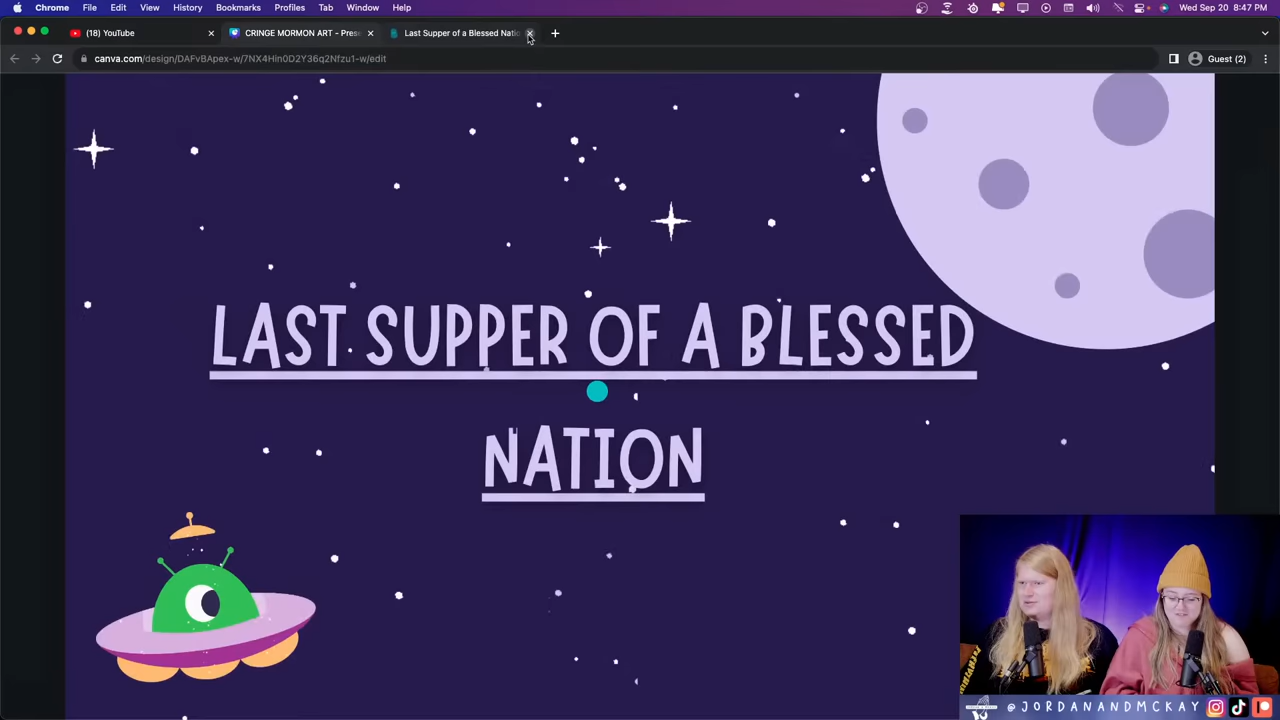 Chrome File Edit View History Bookmarks Profiles Tab Window Help Wed Sep 20 8:47 PM
(18) YouTube CRINGE MORMON ART - Pres Last Supper of a Blessed Natio
canva.com/design/DAFvBApex-w/7NX4Hln0D2Y36q2Nfzu1-w/edit Guest (2)
LAST SUPPER OF A BLESSED
NATION
@JORDANANDMCKAY